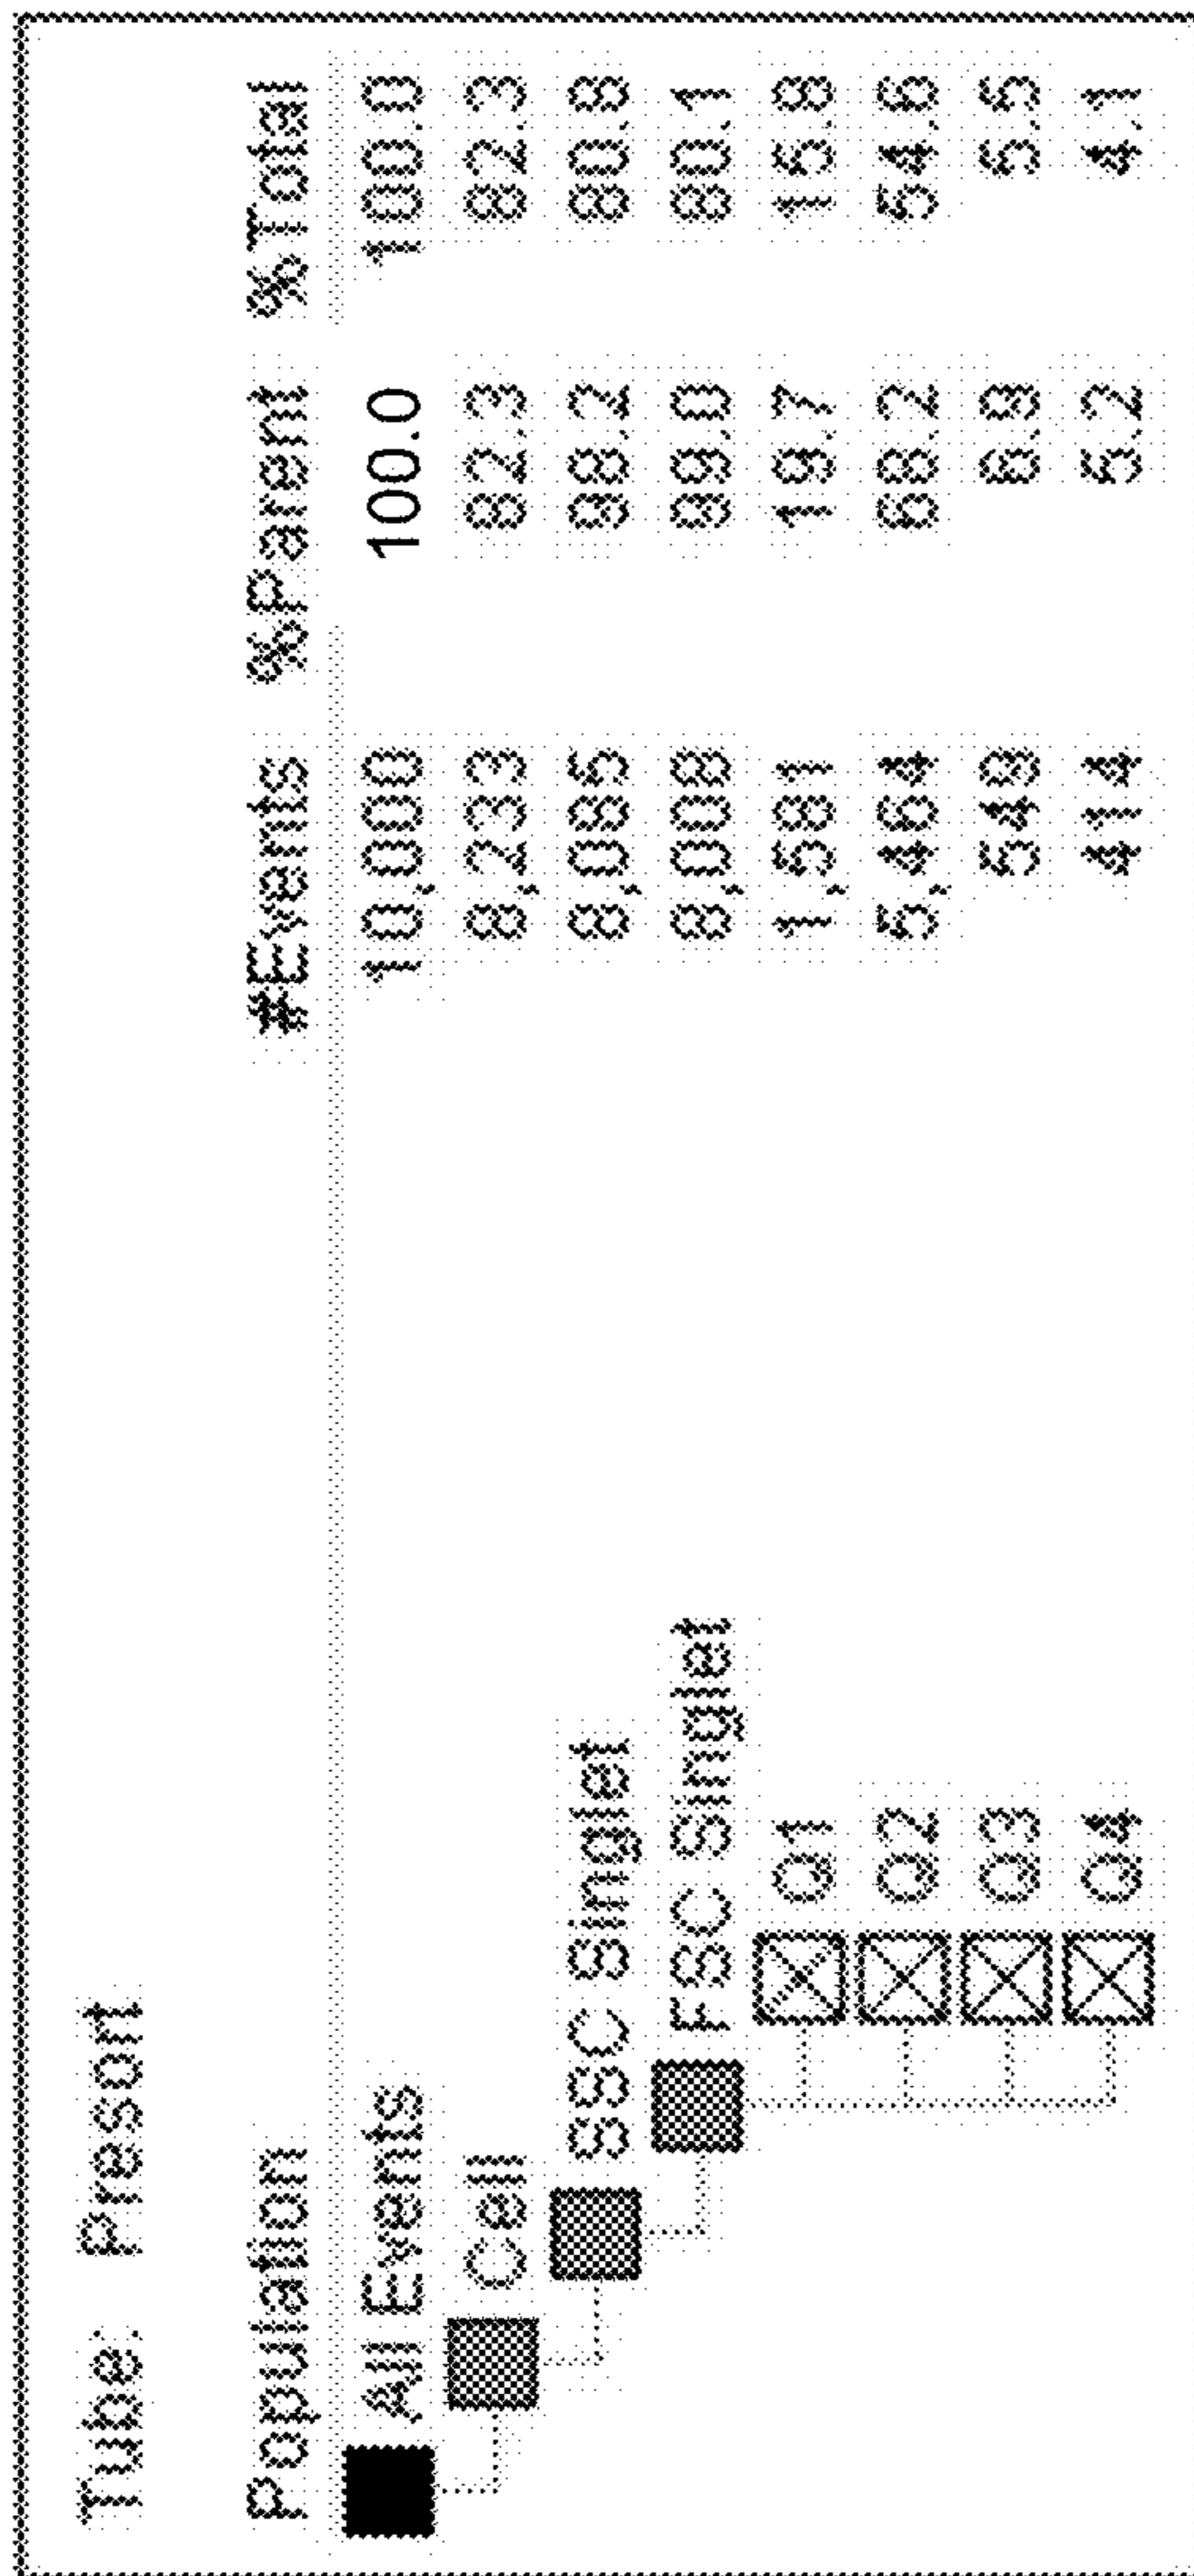 Tube: Presort
Population #Events %Parent %Total
All Events 10,000 100.0 100.0
Cell 8,233 82.3 82.3
SSC Singlet 8,085 98.2 80.8
FSC Singlet 8,008 99.0 80.1
Q1 1,581 19.7 15.8
Q2 5,464 68.2 54.6
Q3 549 6.9 5.5
Q4 414 5.2 4.1